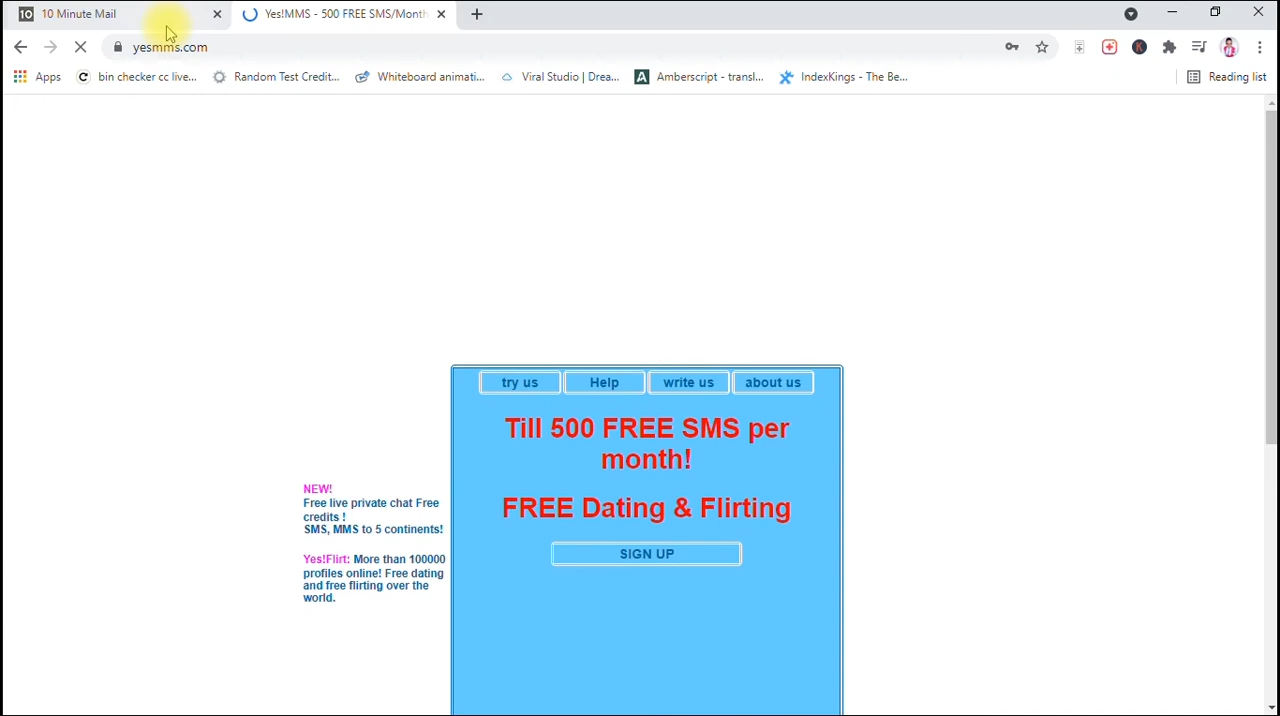 10 10 Minute Mail
Yes!MMS - 500 FREE SMS/Month
yesmms.com
Apps
C bin checker cc live...
Random Test Credit...
Whiteboard animati...
Viral Studio | Drea...
A Amberscript - transl...
IndexKings - The Be...
Reading list
K
try us
Help
write us
about us
Till 500 FREE SMS per
month!
FREE Dating & Flirting
SIGN UP
NEW!
Free live private chat Free
credits !
SMS, MMS to 5 continents!
Yes!Flirt: More than 100000
profiles online! Free dating
and free flirting over the
world.